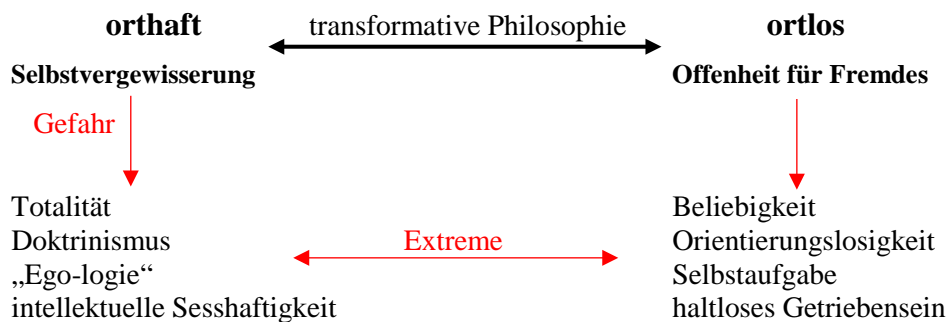 orthaft transformative Philosophie ortlos
Selbstvergewisserung Offenheit für Fremdes
Gefahr
Totalität Beliebigkeit
Doktrinismus Extreme Orientierungslosigkeit
„Ego-logie“ Selbstaufgabe
intellektuelle Sesshaftigkeit haltloses Getriebensein